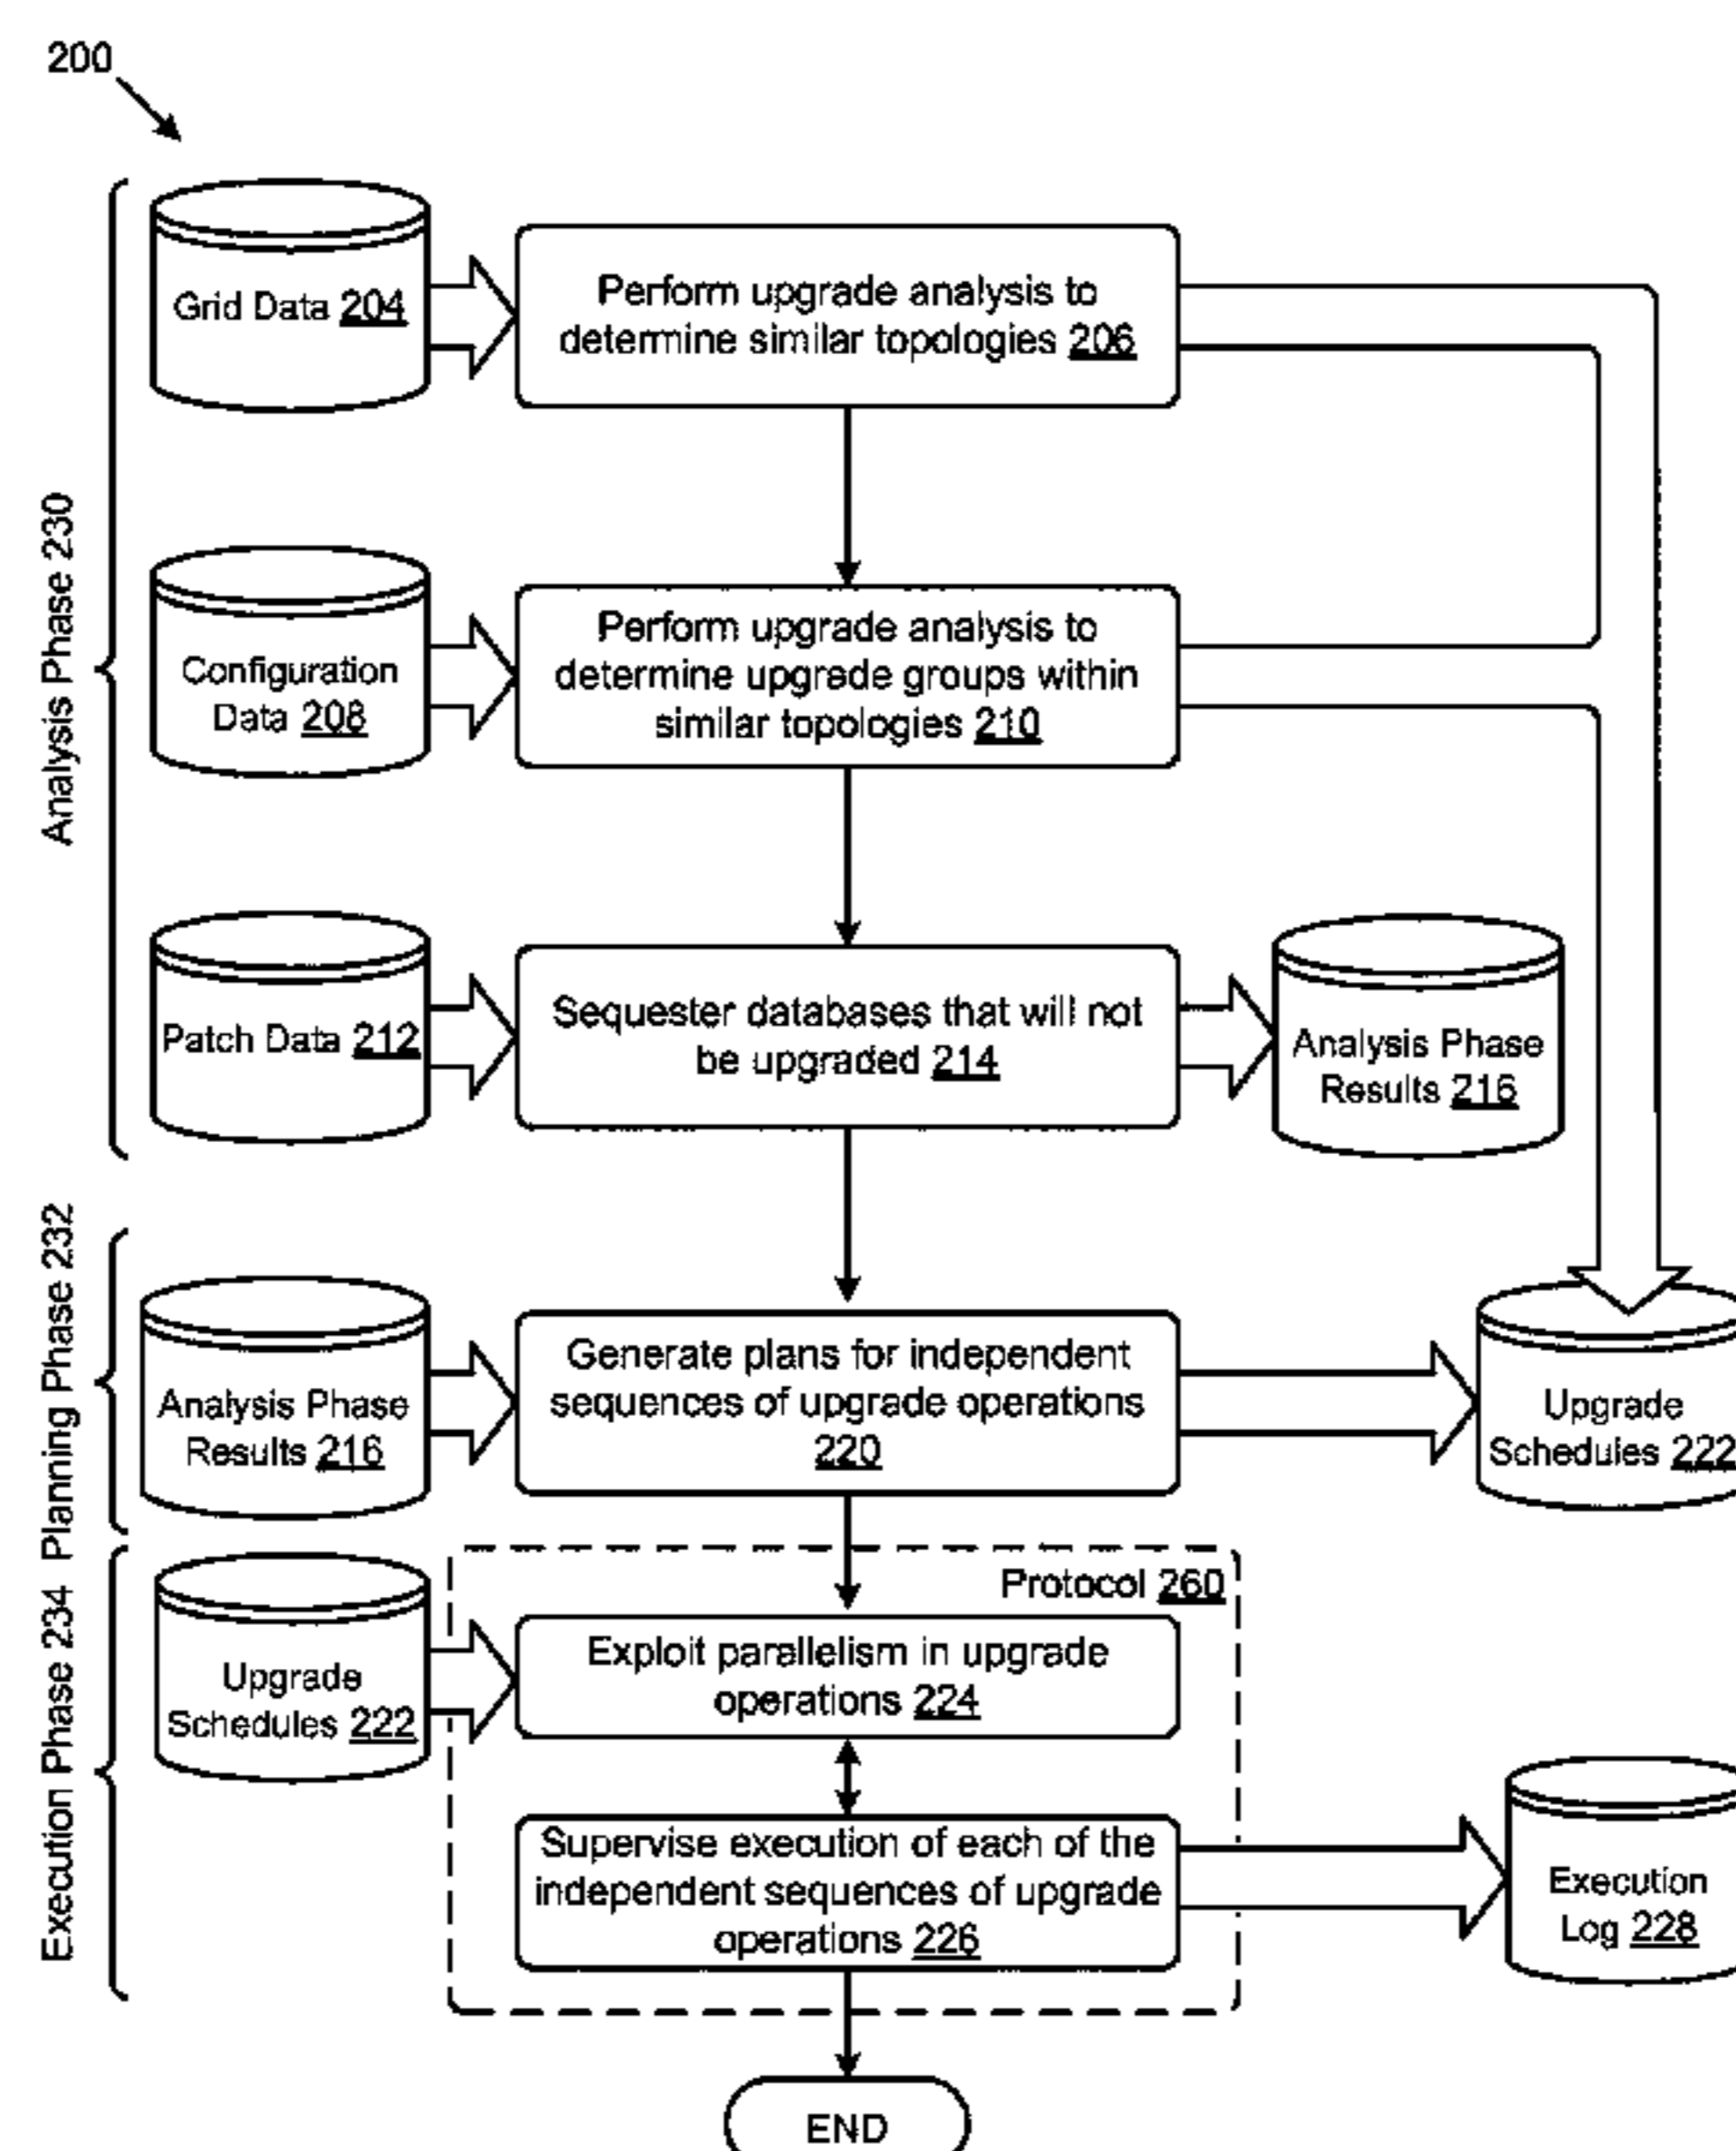 200
Grid Data 204
Perform upgrade analysis to
determine similar topologies 206
Analysis Phase 230
Configuration
Data 208
Perform upgrade analysis to
determine upgrade groups within
similar topologies 210
Patch Data 212
Sequester databases that will not
be upgraded 214
Analysis Phase
Results 216
Planning Phase 232
Analysis Phase
Results 216
Generate plans for independent
sequences of upgrade operations
220
Upgrade
Schedules 222
Execution Phase 234
Upgrade
Schedules 222
Protocol 260
Exploit parallelism in upgrade
operations 224
Supervise execution of each of the
independent sequences of upgrade
operations 226
Execution
Log 228
END